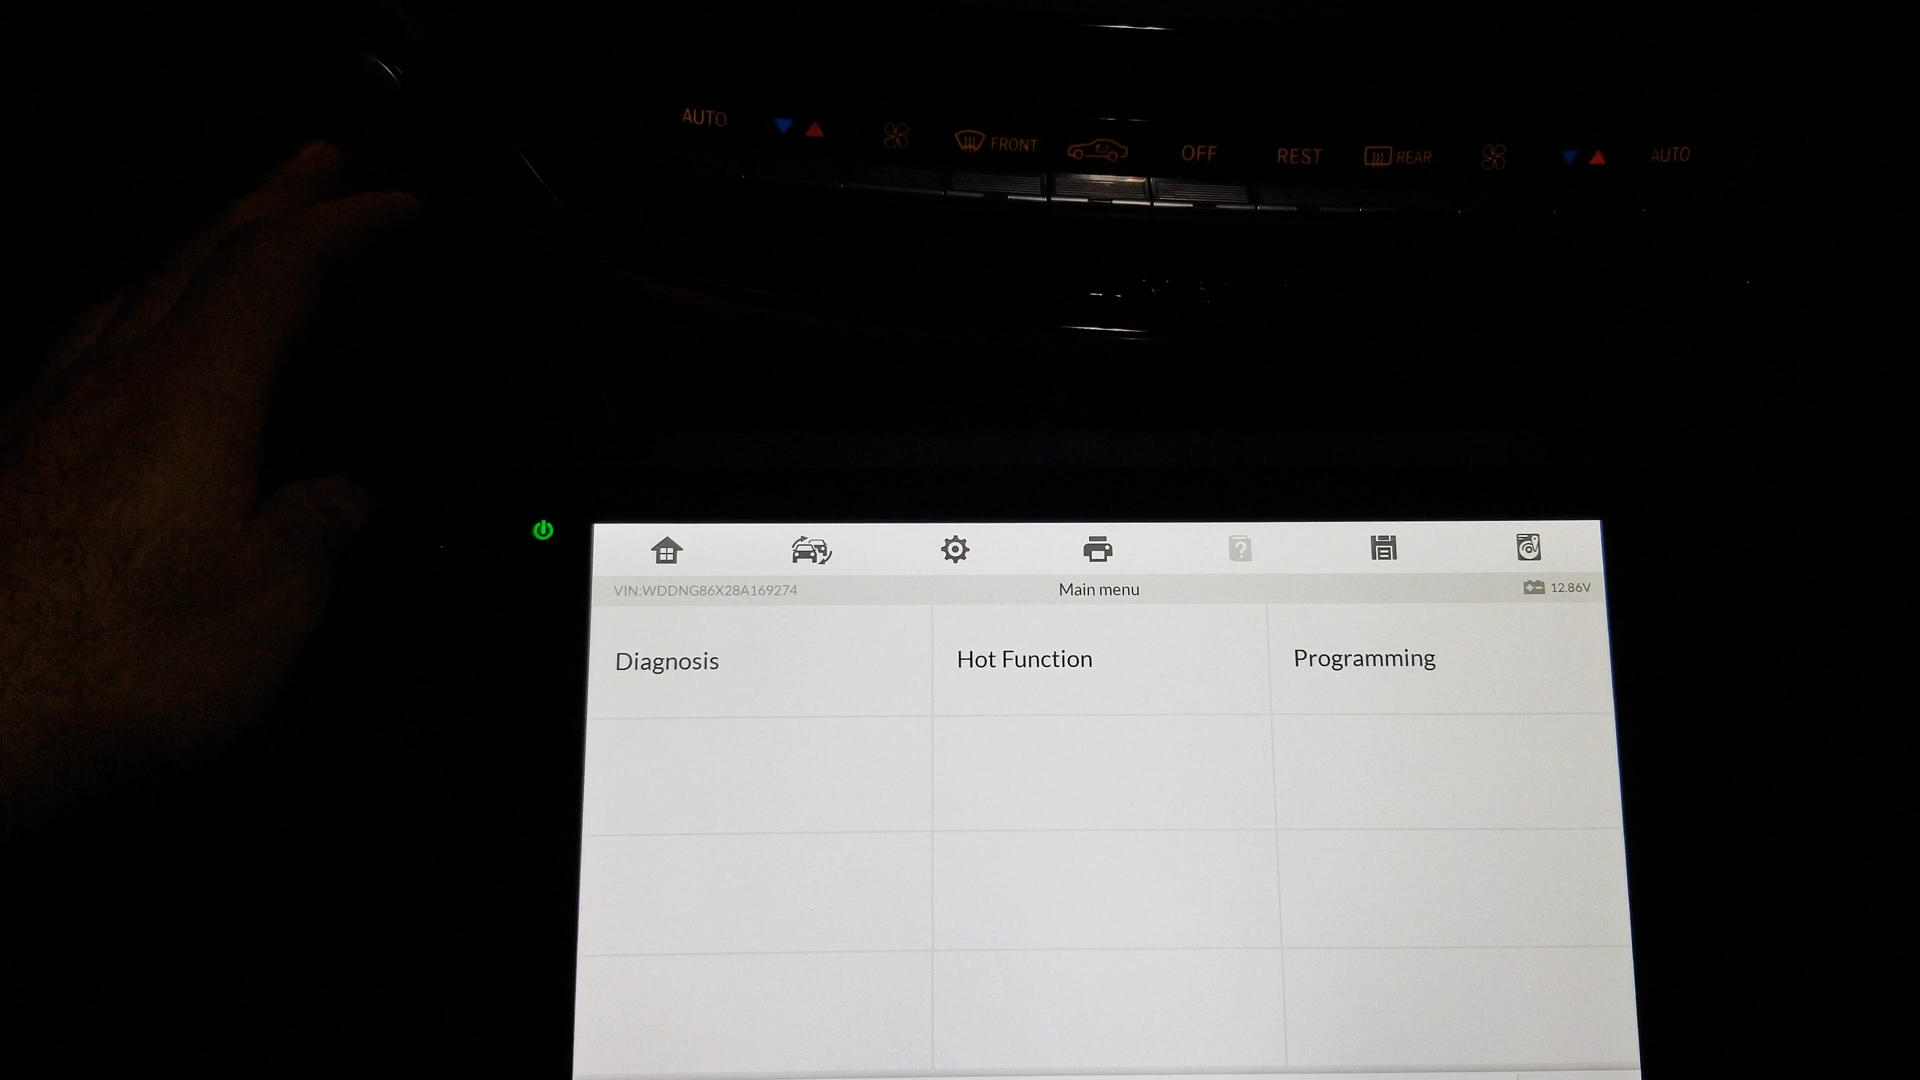 AUTO FRONT OFF REST REAR AUTO
VIN:WDDNG86X28A169274 Main menu 12.86V
Diagnosis Hot Function Programming